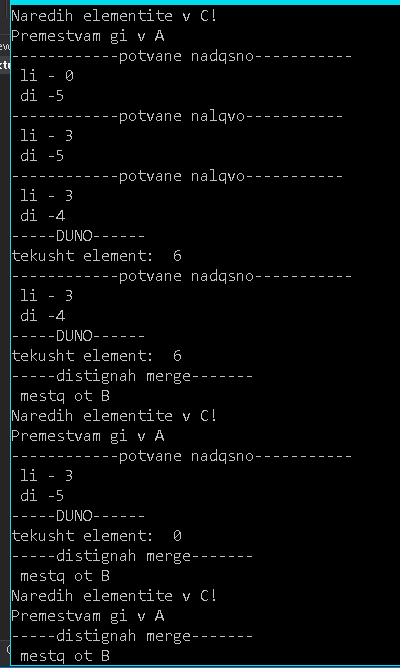 Naredih elementite v C!
Premestvam gi v A
------------potvane nadqsno-----------
li - 0
di -5
------------potvane nalqvo-----------
li - 3
di -5
------------potvane nalqvo-----------
li - 3
di -4
-----DUNO------
tekusht element:  6
------------potvane nadqsno-----------
li - 3
di -4
-----DUNO------
tekusht element:  6
-----distignah merge-------
mestq ot B
Naredih elementite v C!
Premestvam gi v A
------------potvane nadqsno-----------
li - 3
di -5
-----DUNO------
tekusht element:  0
-----distignah merge-------
mestq ot B
Naredih elementite v C!
Premestvam gi v A
-----distignah merge-------
mestq ot B